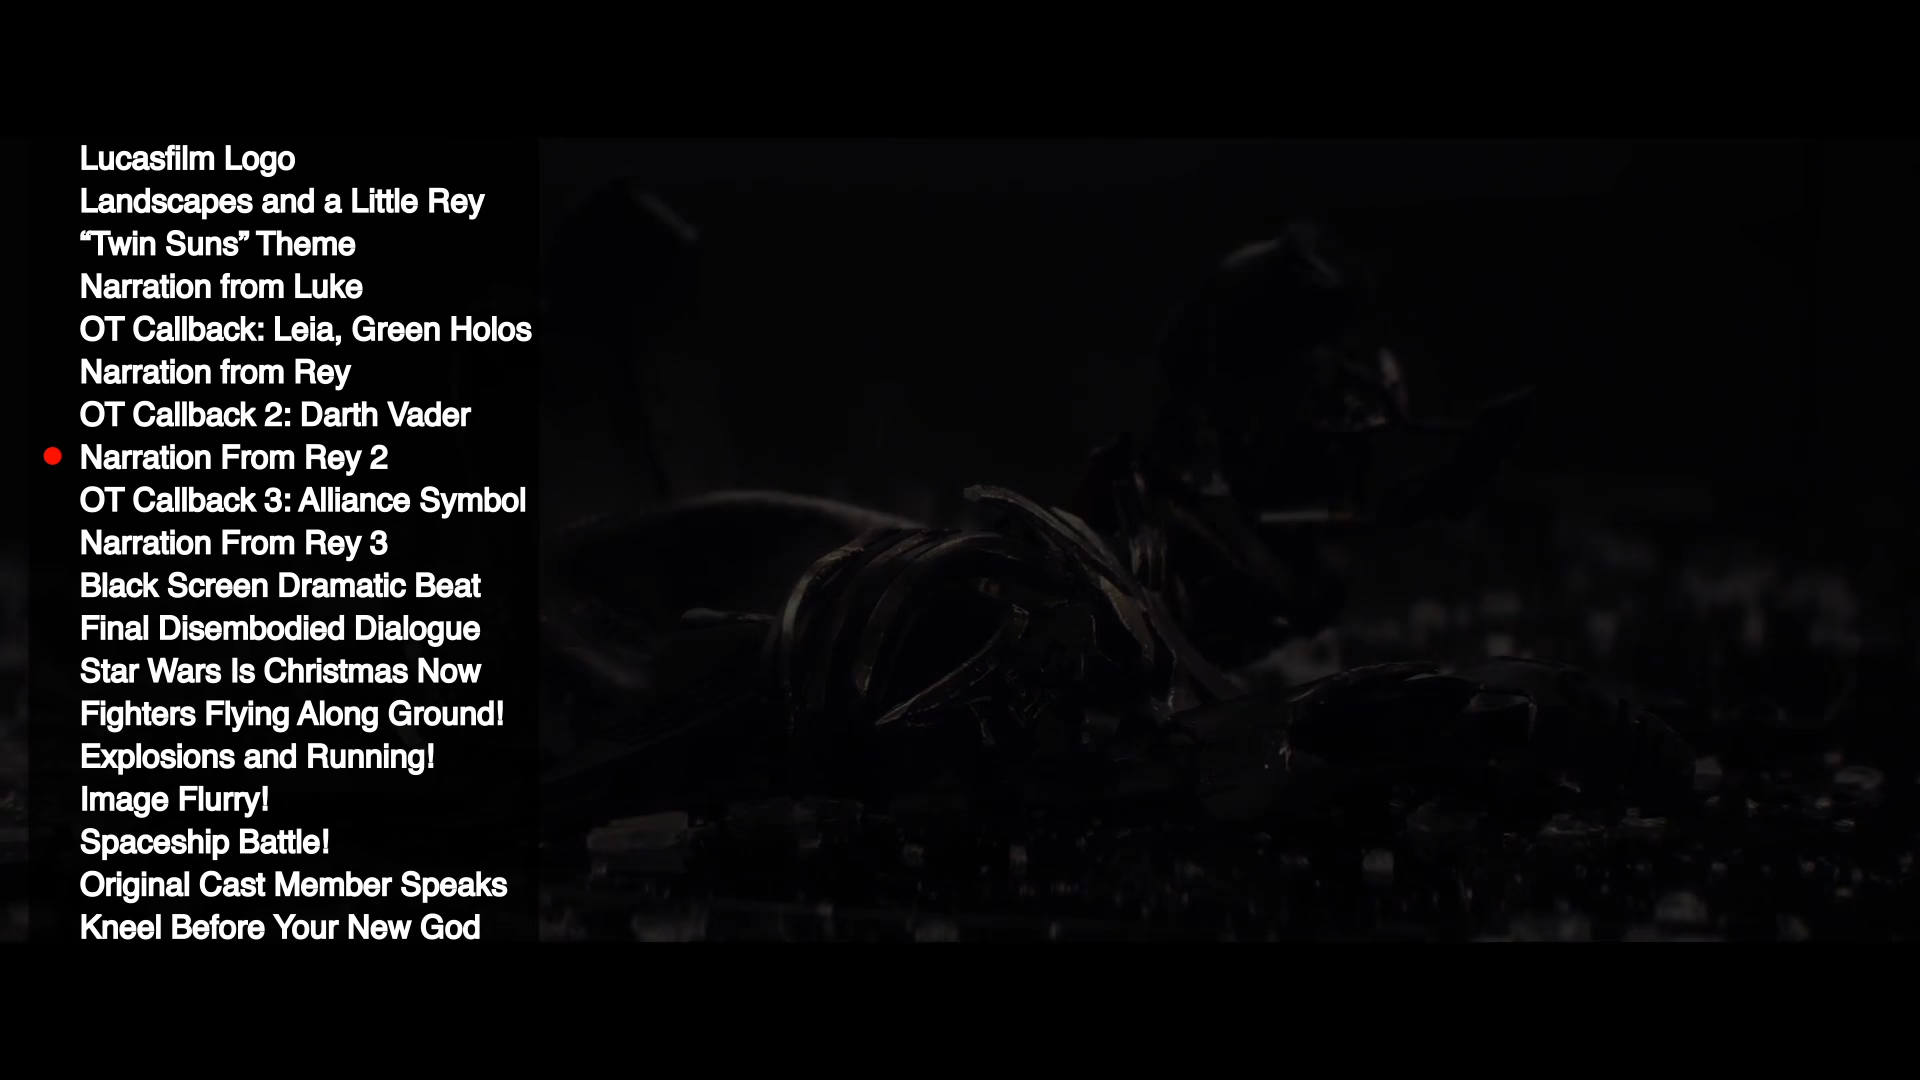 Lucasfilm Logo
Landscapes and a Little Rey
“Twin Suns” Theme
Narration from Luke
OT Callback: Leia, Green Holos
Narration from Rey
OT Callback 2: Darth Vader
Narration From Rey 2
OT Callback 3: Alliance Symbol
Narration From Rey 3
Black Screen Dramatic Beat
Final Disembodied Dialogue
Star Wars Is Christmas Now
Fighters Flying Along Ground!
Explosions and Running!
Image Flurry!
Spaceship Battle!
Original Cast Member Speaks
Kneel Before Your New God